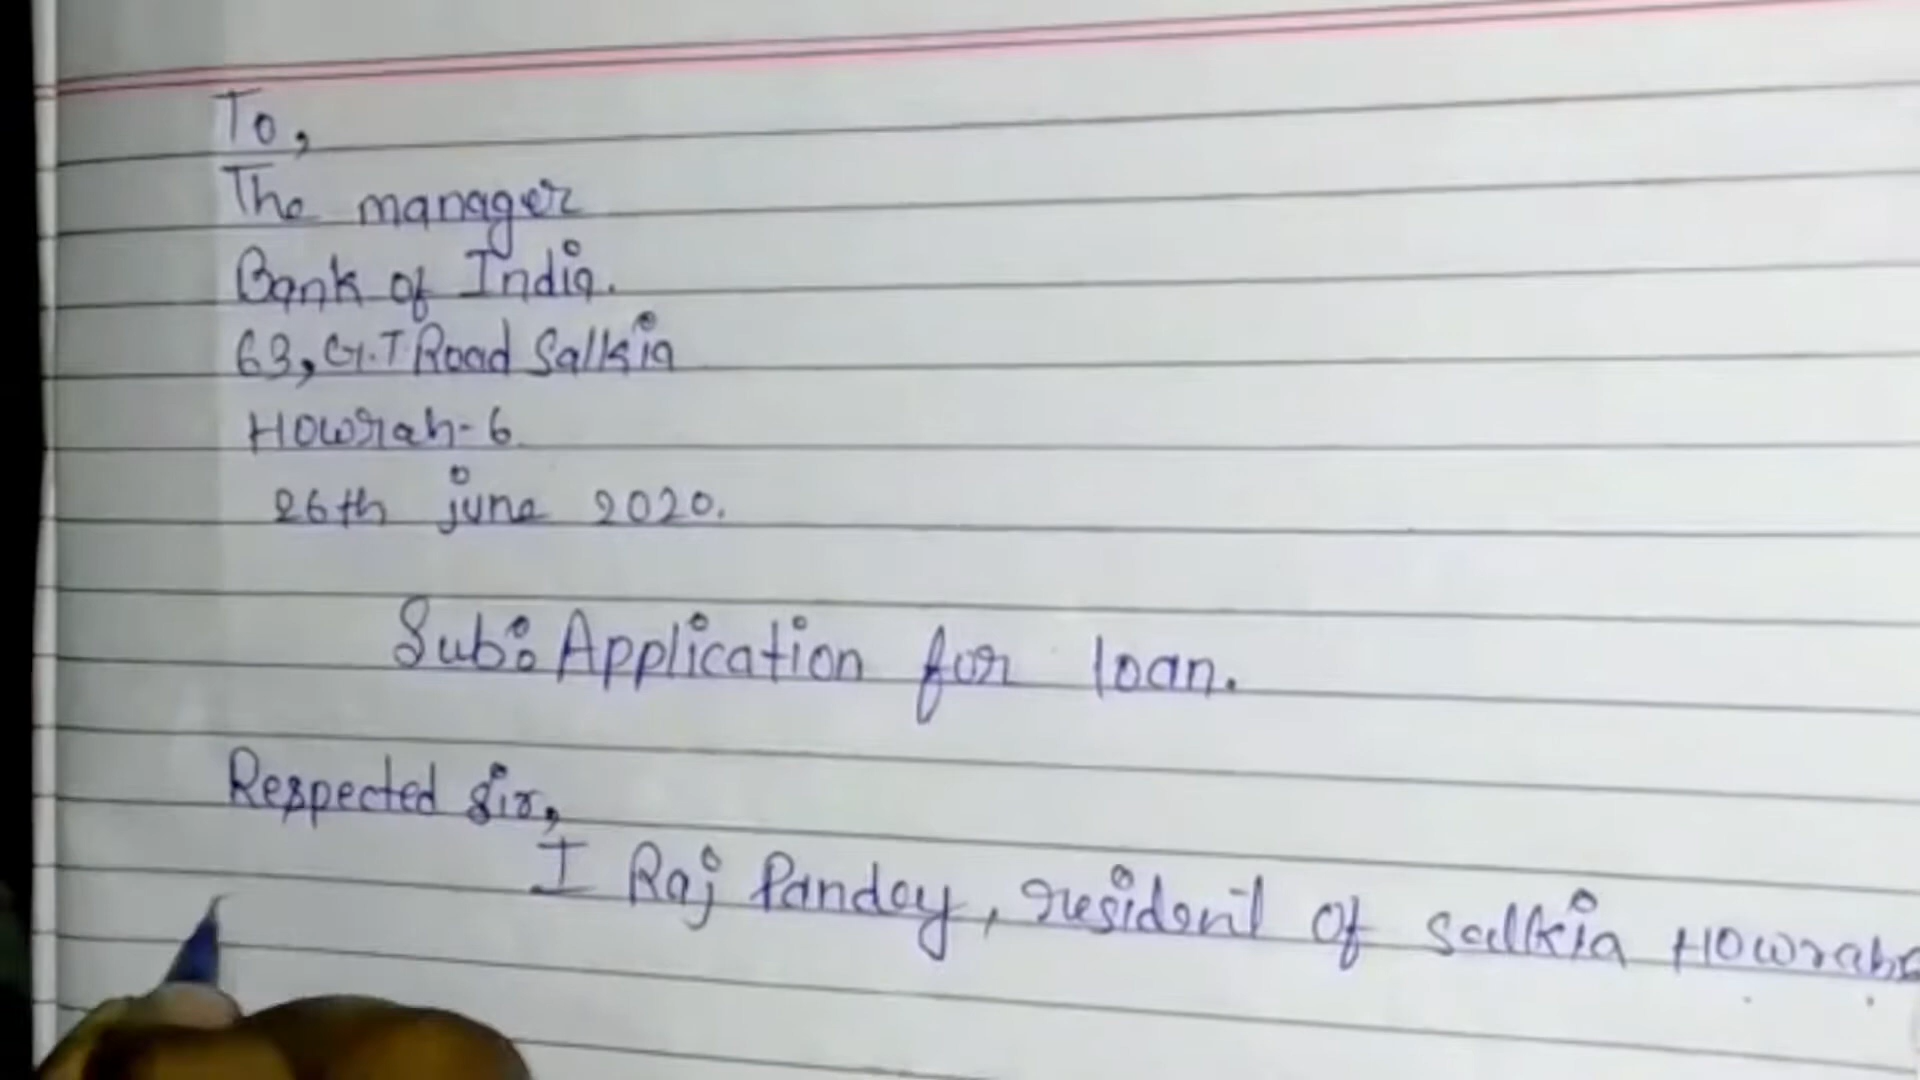 To,
The manager
Bank of India.
63, G.T Road Salkia
Howrah-6
26th june 2020.
Sub: Application for loan.
Respected sir,
I Raj Panday, resident of salkia Howrah